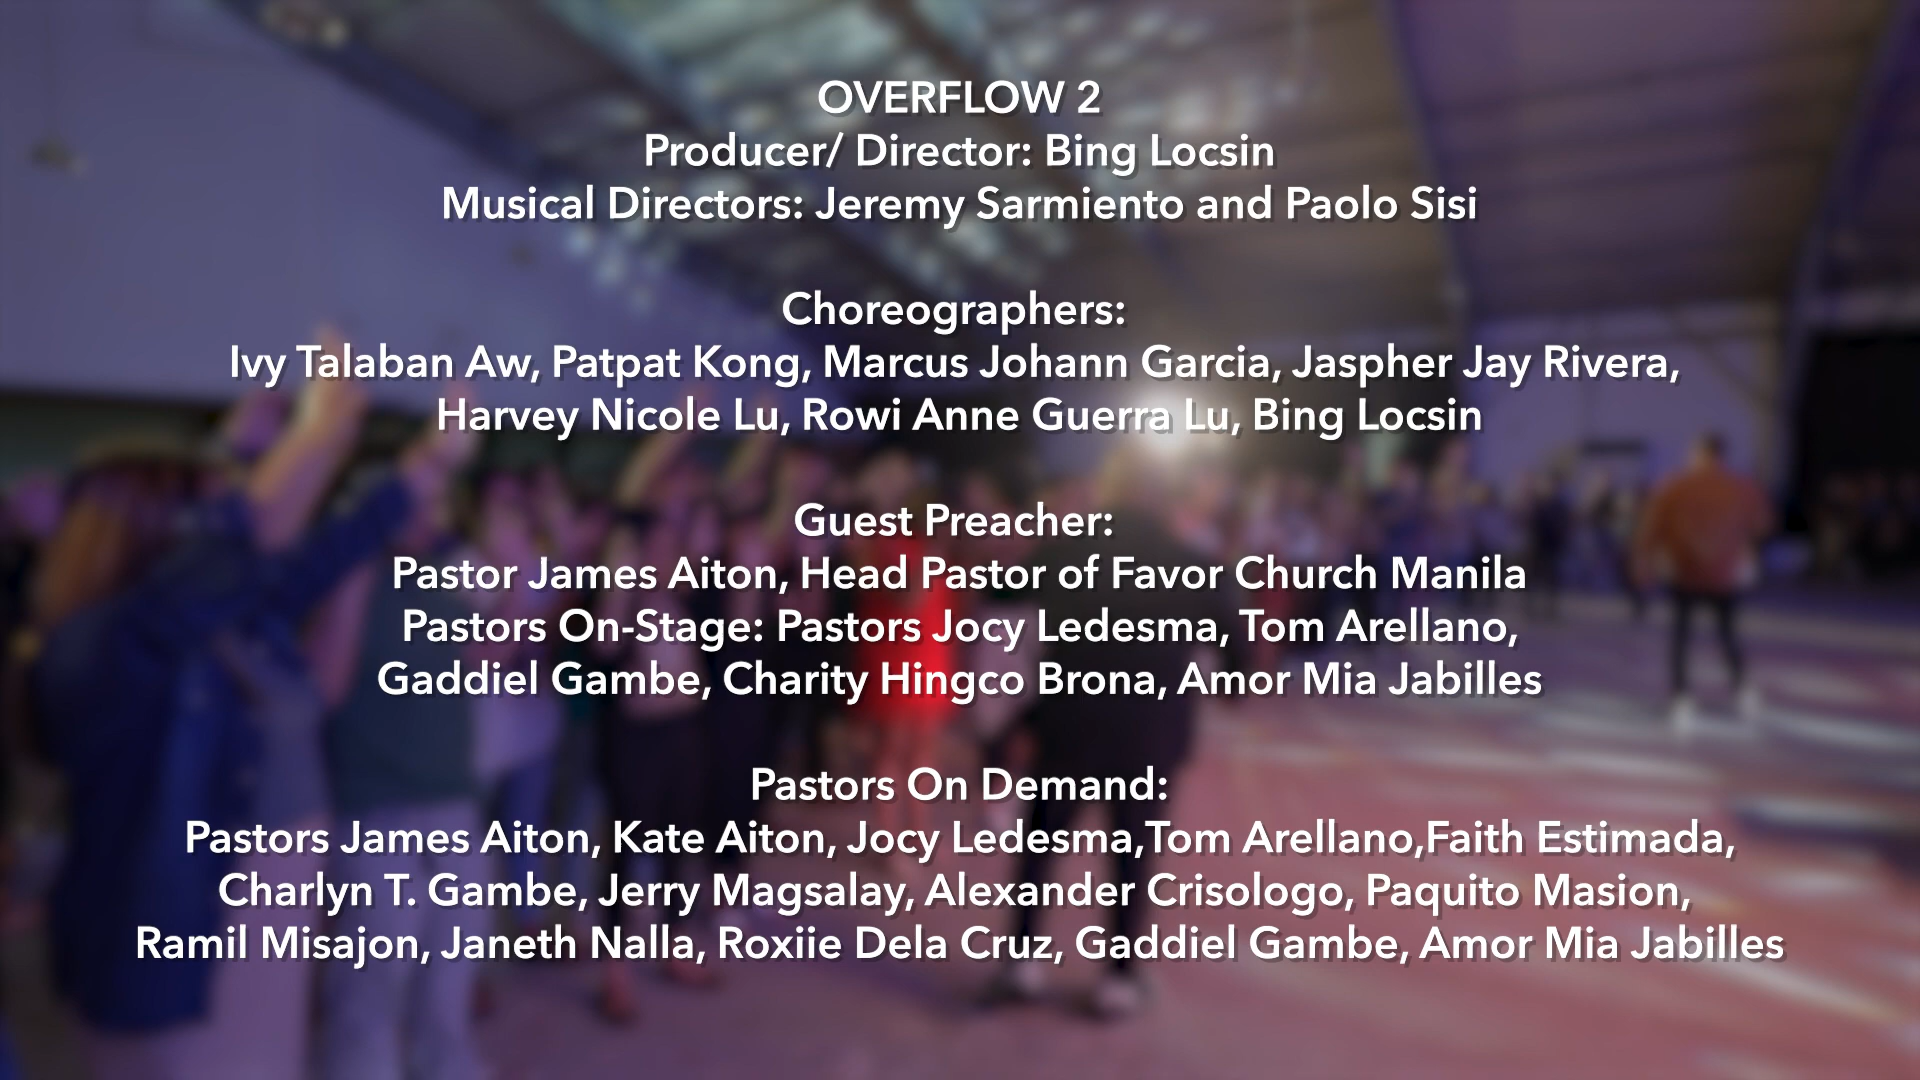 OVERFLOW 2
Producer/ Director: Bing Locsin
Musical Directors: Jeremy Sarmiento and Paolo Sisi
Choreographers:
Ivy Talaban Aw, Patpat Kong, Marcus Johann Garcia, Jaspher Jay Rivera,
Harvey Nicole Lu, Rowi Anne Guerra Lu, Bing Locsin
Guest Preacher:
Pastor James Aiton, Head Pastor of Favor Church Manila
Pastors On-Stage: Pastors Jocy Ledesma, Tom Arellano,
Gaddiel Gambe, Charity Hingco Brona, Amor Mia Jabilles
Pastors On Demand:
Pastors James Aiton, Kate Aiton, Jocy Ledesma,Tom Arellano,Faith Estimada,
Charlyn T. Gambe, Jerry Magsalay, Alexander Crisologo, Paquito Masion,
Ramil Misajon, Janeth Nalla, Roxiie Dela Cruz, Gaddiel Gambe, Amor Mia Jabilles